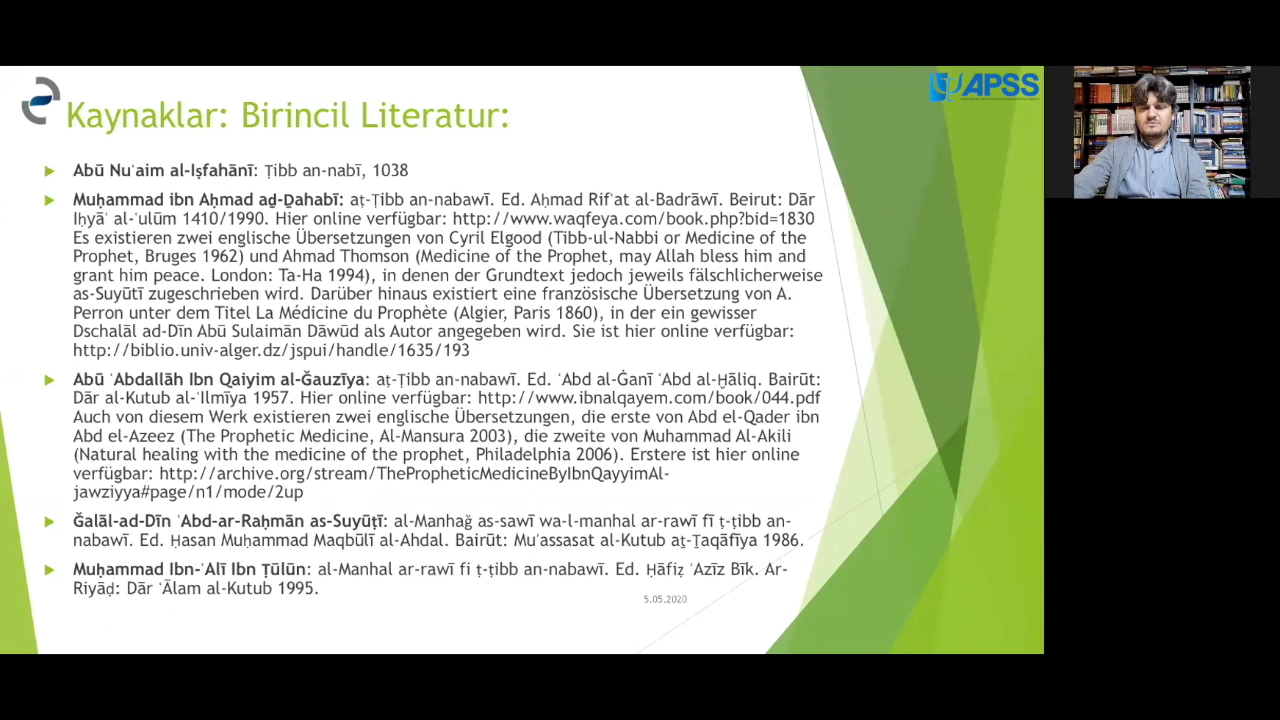 APSS
Kaynaklar: Birincil Literatur:
Abū Nuʿaim al-Iṣfahānī: Ṭibb an-nabī, 1038
Muḥammad ibn Aḥmad aḏ-Ḏahabī: aṭ-Ṭibb an-nabawī. Ed. Aḥmad Rifʿat al-Badrāwī. Beirut: Dār
Iḥyāʾ al-ʿulūm 1410/1990. Hier online verfügbar: http://www.waqfeya.com/book.php?bid=1830
Es existieren zwei englische Übersetzungen von Cyril Elgood (Tibb-ul-Nabbi or Medicine of the
Prophet, Bruges 1962) und Ahmad Thomson (Medicine of the Prophet, may Allah bless him and
grant him peace. London: Ta-Ha 1994), in denen der Grundtext jedoch jeweils fälschlicherweise
as-Suyūtī zugeschrieben wird. Darüber hinaus existiert eine französische Übersetzung von A.
Perron unter dem Titel La Médicine du Prophète (Algier, Paris 1860), in der ein gewisser
Dschalāl ad-Dīn Abū Sulaimān Dāwūd als Autor angegeben wird. Sie ist hier online verfügbar:
http://biblio.univ-alger.dz/jspui/handle/1635/193
Abū ʿAbdallāh Ibn Qaiyim al-Ǧauzīya: aṭ-Ṭibb an-nabawī. Ed. ʿAbd al-Ġanī ʿAbd al-Ḫāliq. Bairūt:
Dār al-Kutub al-ʿIlmīya 1957. Hier online verfügbar: http://www.ibnalqayem.com/book/044.pdf
Auch von diesem Werk existieren zwei englische Übersetzungen, die erste von Abd el-Qader ibn
Abd el-Azeez (The Prophetic Medicine, Al-Mansura 2003), die zweite von Muhammad Al-Akili
(Natural healing with the medicine of the prophet, Philadelphia 2006). Erstere ist hier online
verfügbar: http://archive.org/stream/ThePropheticMedicineByIbnQayyimAl-
jawziyya#page/n1/mode/2up
Ǧalāl-ad-Dīn ʿAbd-ar-Raḥmān as-Suyūṭī: al-Manhaǧ as-sawī wa-l-manhal ar-rawī fī ṭ-ṭibb an-
nabawī. Ed. Ḥasan Muḥammad Maqbūlī al-Ahdal. Bairūt: Muʾassasat al-Kutub aṯ-Ṯaqāfīya 1986.
Muḥammad Ibn-ʿAlī Ibn Ṭūlūn: al-Manhal ar-rawī fi ṭ-ṭibb an-nabawī. Ed. Ḥāfiẓ ʿAzīz Bīk. Ar-
Riyāḍ: Dār ʿĀlam al-Kutub 1995.
5.05.2020